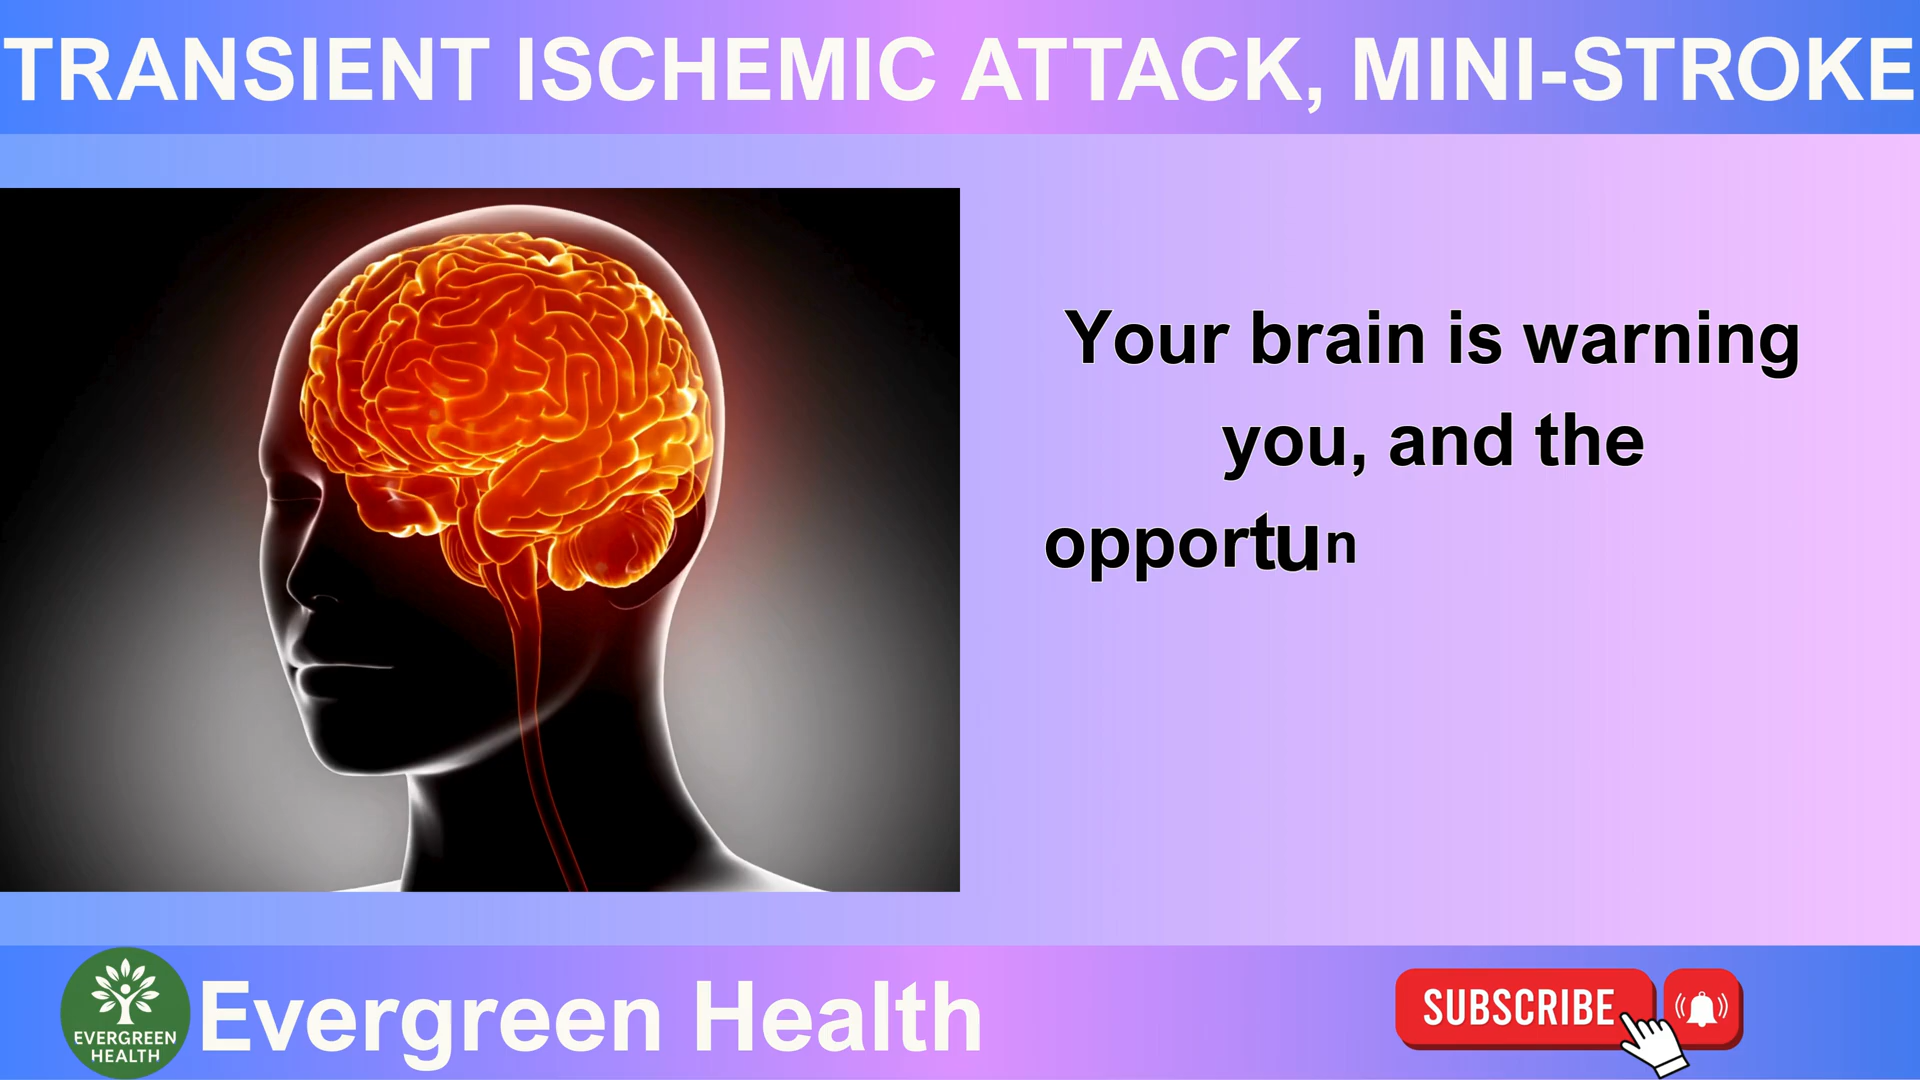 TRANSIENT ISCHEMIC ATTACK, MINI-STROKE
Your brain is warning
you, and the
opportun
EVERGREEN
HEALTH
Evergreen Health
SUBSCRIBE